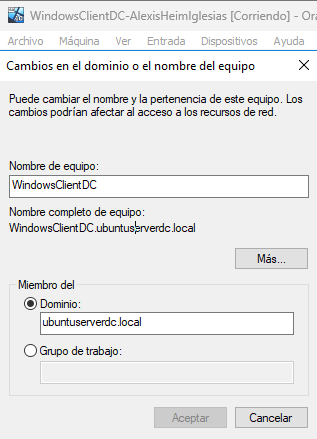 WindowsClientDC-AlexisHeimIglesias [Corriendo] - Ora
Archivo Máquina Ver Entrada Dispositivos Ayuda
Cambios en el dominio o el nombre del equipo
Puede cambiar el nombre y la pertenencia de este equipo. Los
cambios podrían afectar al acceso a los recursos de red.
Nombre de equipo:
WindowsClientDC
Nombre completo de equipo:
WindowsClientDC.ubuntuserverdc.local
Más...
Miembro del
Dominio:
ubuntuserverdc.local
Grupo de trabajo:
Aceptar Cancelar